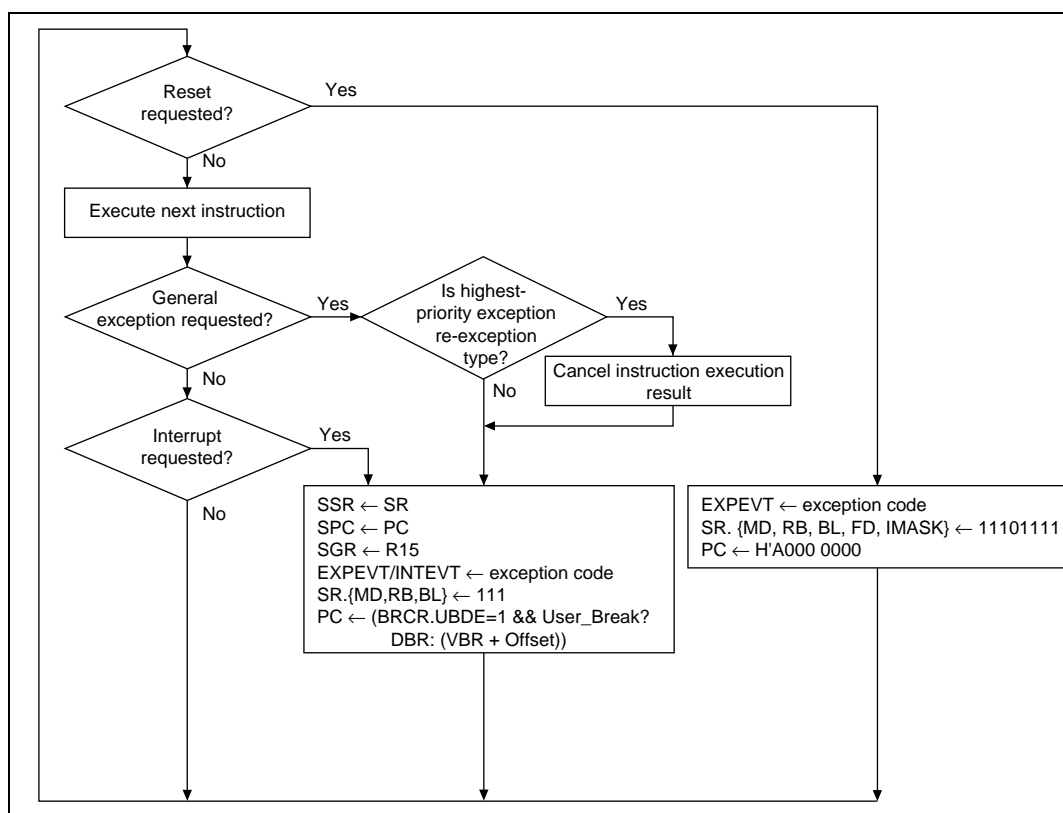 Reset
requested?
Yes
No
Execute next instruction
General
exception requested?
Yes
Is highest-
priority exception
re-exception
type?
Yes
No
Cancel instruction execution
result
No
Interrupt
requested?
Yes
No
SSR ← SR
SPC ← PC
SGR ← R15
EXPEVT/INTEVT ← exception code
SR.{MD,RB,BL} ← 111
PC ← (BRCR.UBDE=1 && User_Break?
DBR: (VBR + Offset))
EXPEVT ← exception code
SR. {MD, RB, BL, FD, IMASK} ← 11101111
PC ← H'A000 0000